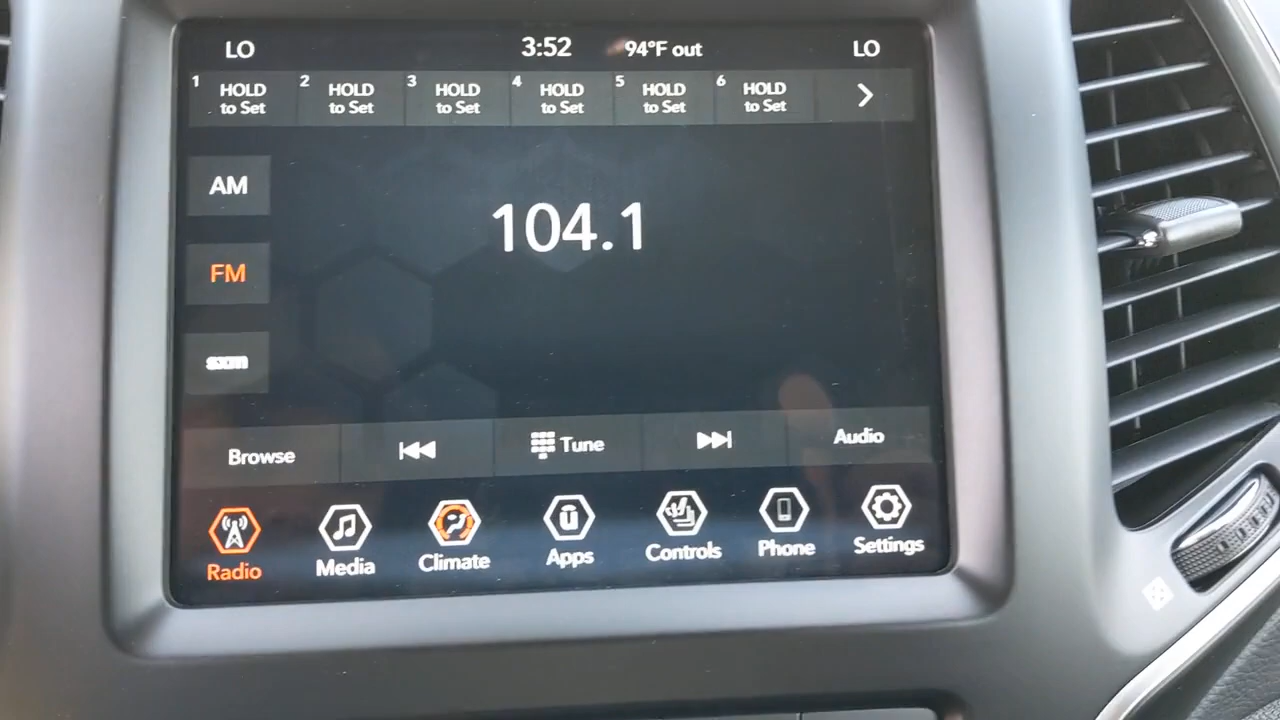 LO 3:52 94°F out LO
1 HOLD to Set
2 HOLD to Set
3 HOLD to Set
4 HOLD to Set
5 HOLD to Set
6 HOLD to Set
AM
104.1
FM
sxm
Browse Tune Audio
Radio Media Climate Apps Controls Phone Settings